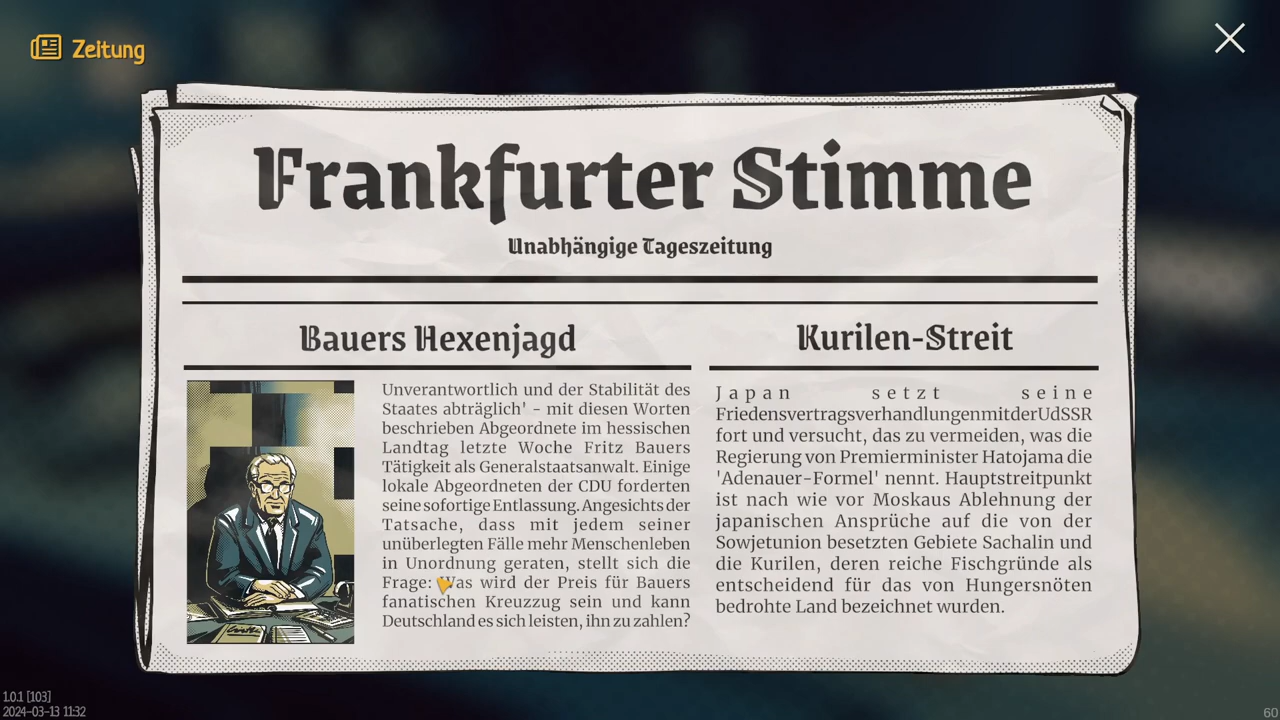 Zeitung
Frankfurter Stimme
Unabhängige Tageszeitung
Bauers Hexenjagd
Unverantwortlich und der Stabilität des
Staates abträglich' - mit diesen Worten
beschrieben Abgeordnete im hessischen
Landtag letzte Woche Fritz Bauers
Tätigkeit als Generalstaatsanwalt. Einige
lokale Abgeordneten der CDU forderten
seine sofortige Entlassung. Angesichts der
Tatsache, dass mit jedem seiner
unüberlegten Fälle mehr Menschenleben
in Unordnung geraten, stellt sich die
Frage: Was wird der Preis für Bauers
fanatischen Kreuzzug sein und kann
Deutschland es sich leisten, ihn zu zahlen?
Kurilen-Streit
Japan setzt seine
FriedensvertragsverhandlungenmitderUdSSR
fort und versucht, das zu vermeiden, was die
Regierung von Premierminister Hatojama die
'Adenauer-Formel' nennt. Hauptstreitpunkt
ist nach wie vor Moskaus Ablehnung der
japanischen Ansprüche auf die von der
Sowjetunion besetzten Gebiete Sachalin und
die Kurilen, deren reiche Fischgründe als
entscheidend für das von Hungersnöten
bedrohte Land bezeichnet wurden.
1.0.1 [103]
2024-03-13 11:32
60